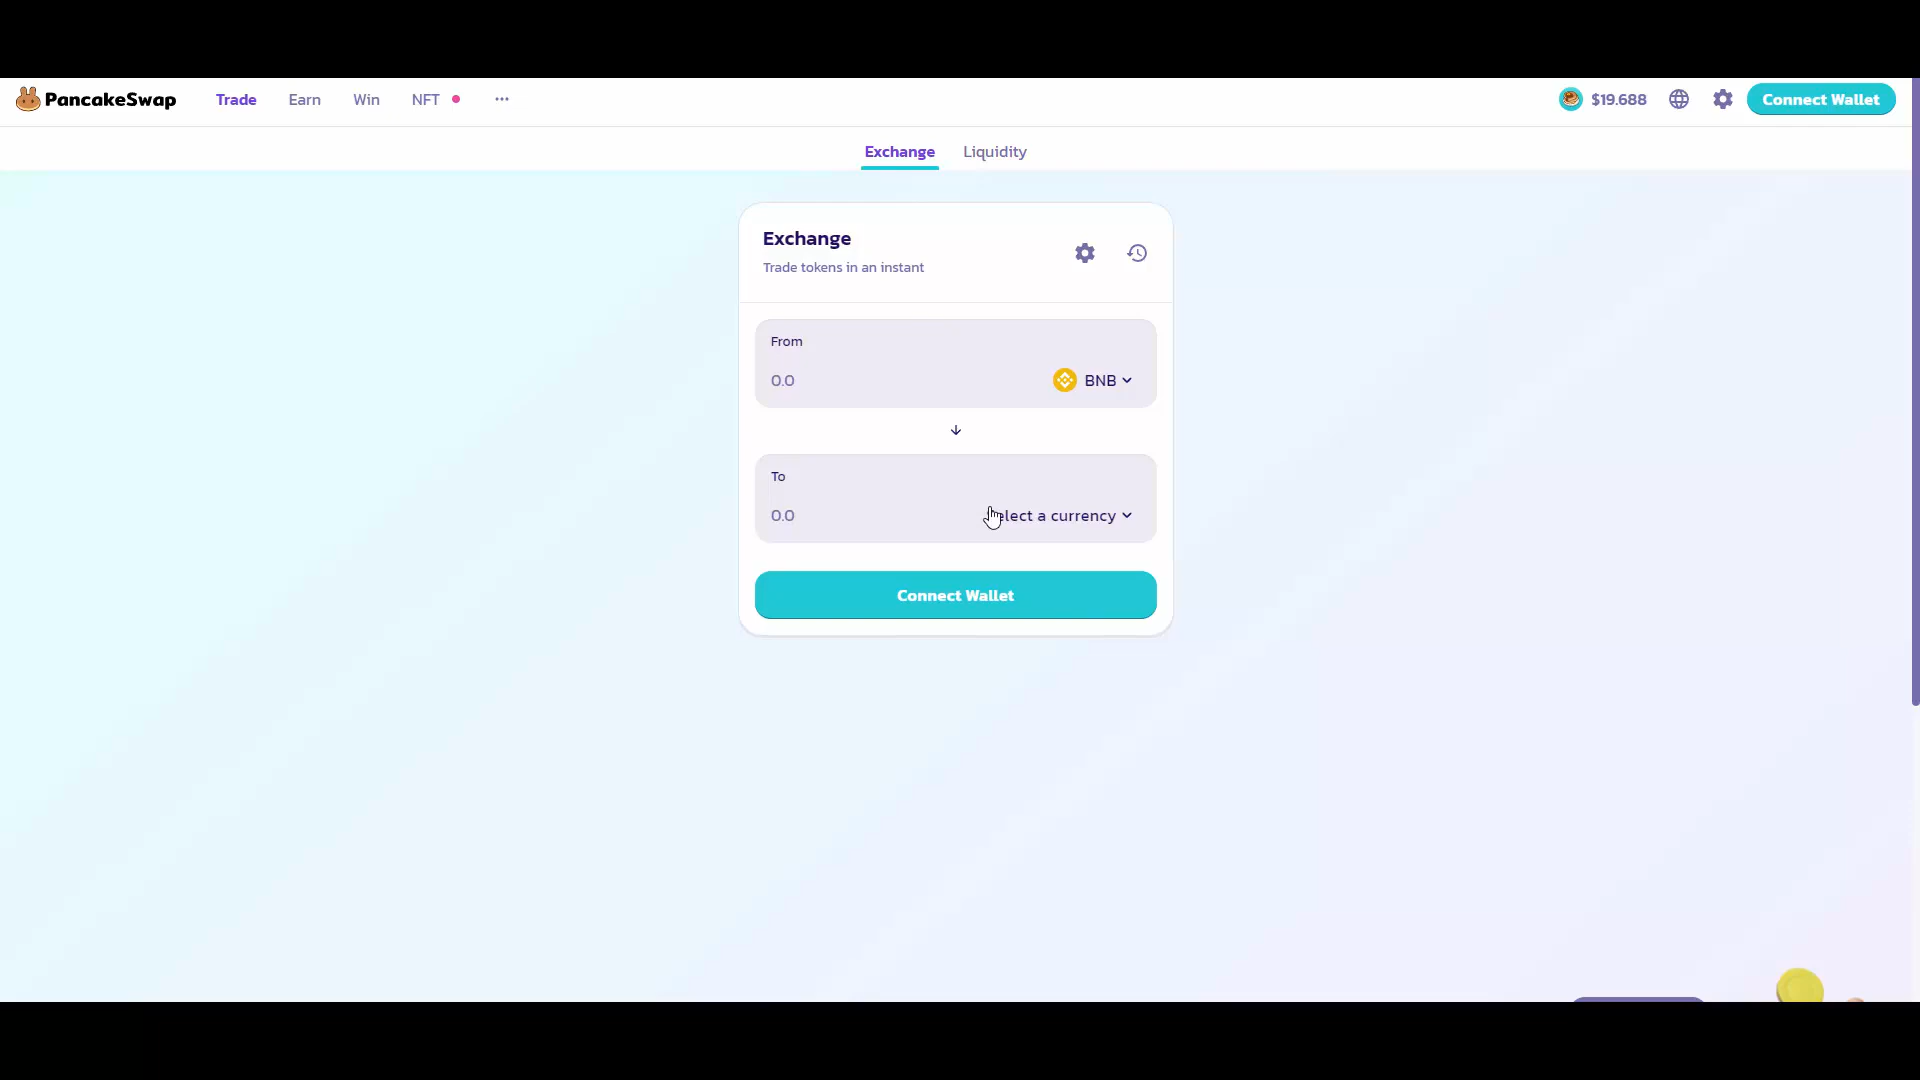 PancakeSwap Trade Earn Win NFT $19.688 Connect Wallet
Exchange Liquidity
Exchange
Trade tokens in an instant
From
0.0 BNB
To
0.0 elect a currency
Connect Wallet